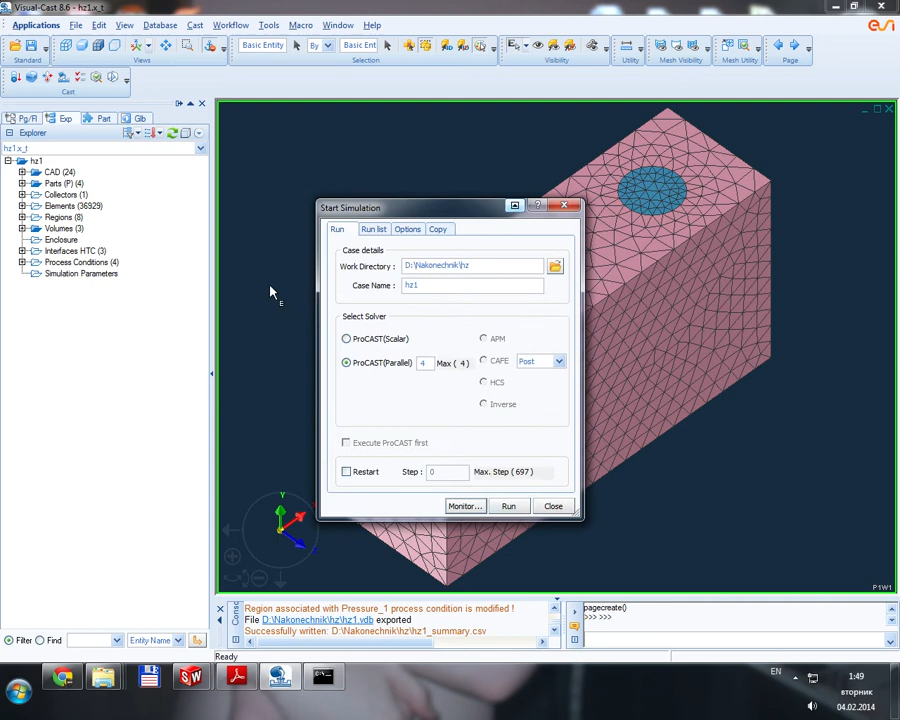 Visual-Cast 8.6 - hz1.x_t
Applications File Edit View Database Cast Workflow Tools Macro Window Help
esi
Basic Entity By Basic Ent
Standard Views Selection Visibility Utility Mesh Visibility Mesh Utility Page
Cast
Pg/Fl Exp Part Glb
Explorer
hz1.x_t
hz1
CAD (24)
Parts (P) (4)
Collectors (1)
Elements (36929)
Regions (8)
Volumes (3)
Enclosure
Interfaces HTC (3)
Process Conditions (4)
Simulation Parameters
E
Start Simulation
Run Run list Options Copy
Case details
Work Directory : D:\Nakonechnik\hz
Case Name : hz1
Select Solver
ProCAST(Scalar) APM
ProCAST(Parallel) 4 Max ( 4 ) CAFE Post
HCS
Inverse
Execute ProCAST first
Restart Step : 0 Max. Step ( 697 )
Monitor... Run Close
Y
P1W1
Region associated with Pressure_1 process condition is modified !
File D:\Nakonechnik\hz\hz1.vdb exported
Successfully written: D:\Nakonechnik\hz\hz1_summary.csv
pagecreate()
>>> >>>
Filter Find Entity Name
Ready
EN 1:49
вторник
04.02.2014